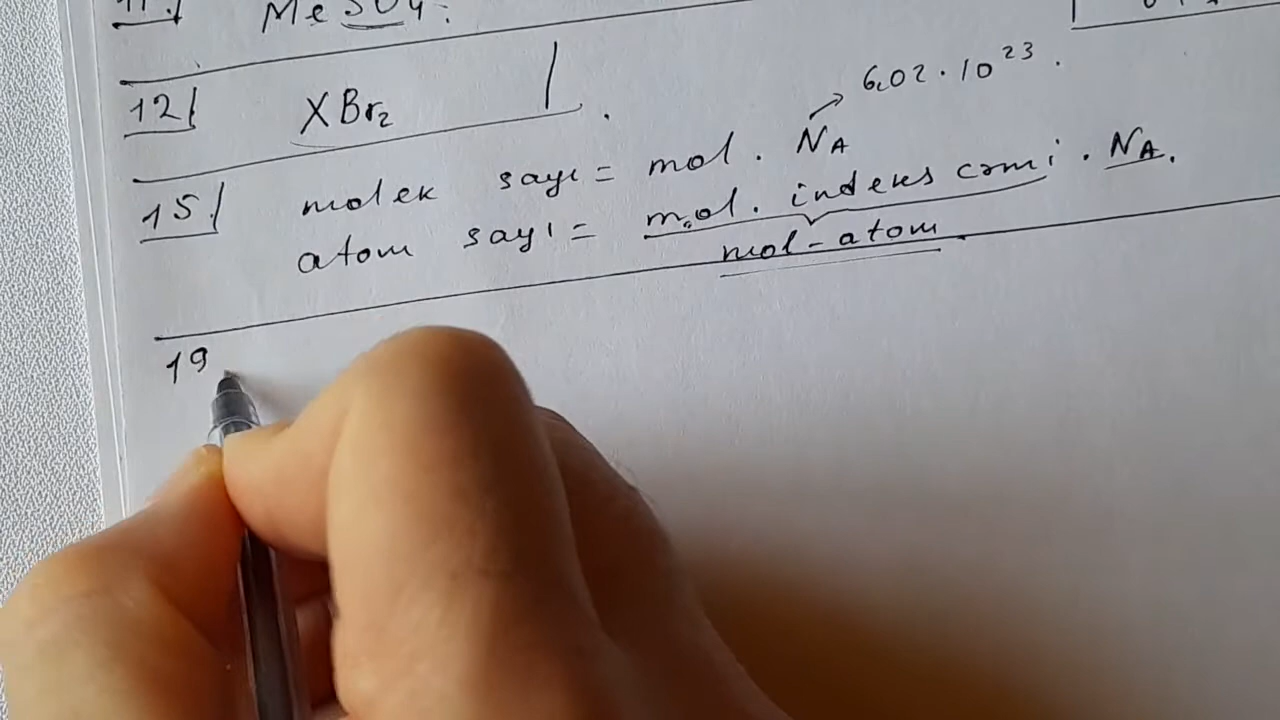 11/ MeSO4.
12/ XBr2
6,02 · 10^23.
15/ molek sayı = mol · NA
atom sayı = mol · indeks cəmi · NA.
mol-atom
19